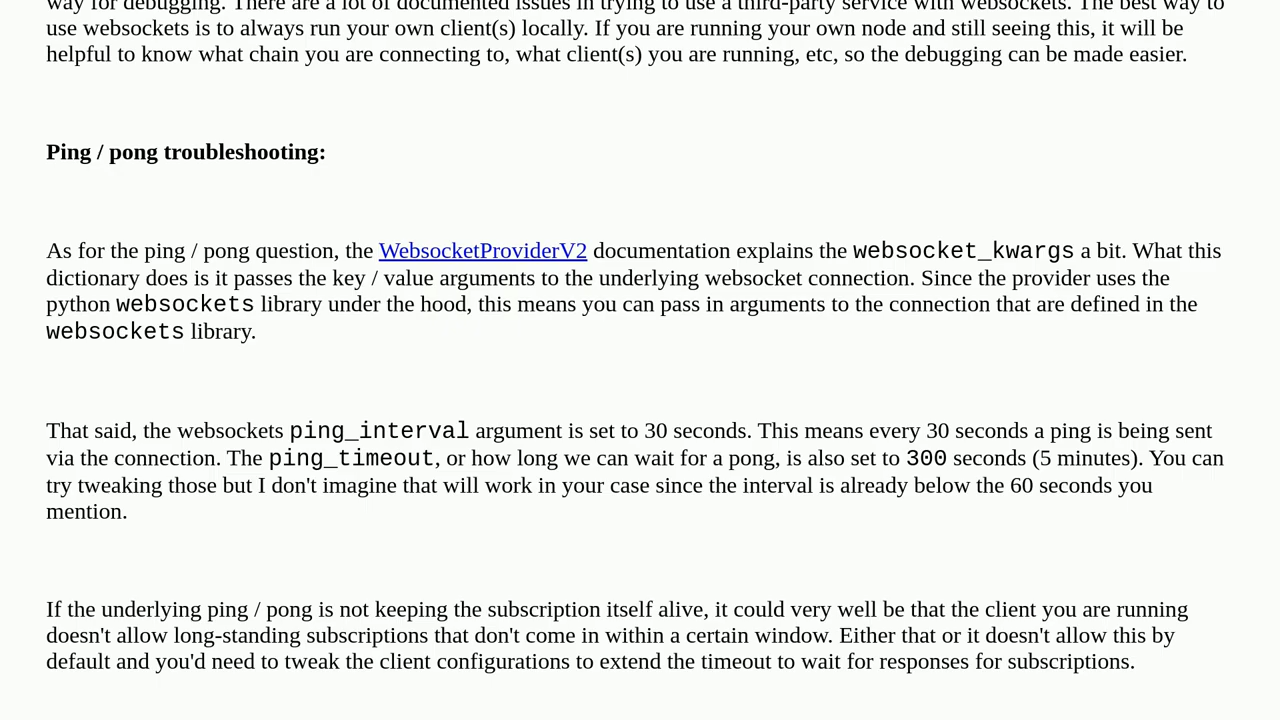 way for debugging. There are a lot of documented issues in trying to use a third-party service with websockets. The best way to
use websockets is to always run your own client(s) locally. If you are running your own node and still seeing this, it will be
helpful to know what chain you are connecting to, what client(s) you are running, etc, so the debugging can be made easier.
Ping / pong troubleshooting:
As for the ping / pong question, the WebsocketProviderV2 documentation explains the websocket_kwargs a bit. What this
dictionary does is it passes the key / value arguments to the underlying websocket connection. Since the provider uses the
python websockets library under the hood, this means you can pass in arguments to the connection that are defined in the
websockets library.
That said, the websockets ping_interval argument is set to 30 seconds. This means every 30 seconds a ping is being sent
via the connection. The ping_timeout, or how long we can wait for a pong, is also set to 300 seconds (5 minutes). You can
try tweaking those but I don't imagine that will work in your case since the interval is already below the 60 seconds you
mention.
If the underlying ping / pong is not keeping the subscription itself alive, it could very well be that the client you are running
doesn't allow long-standing subscriptions that don't come in within a certain window. Either that or it doesn't allow this by
default and you'd need to tweak the client configurations to extend the timeout to wait for responses for subscriptions.